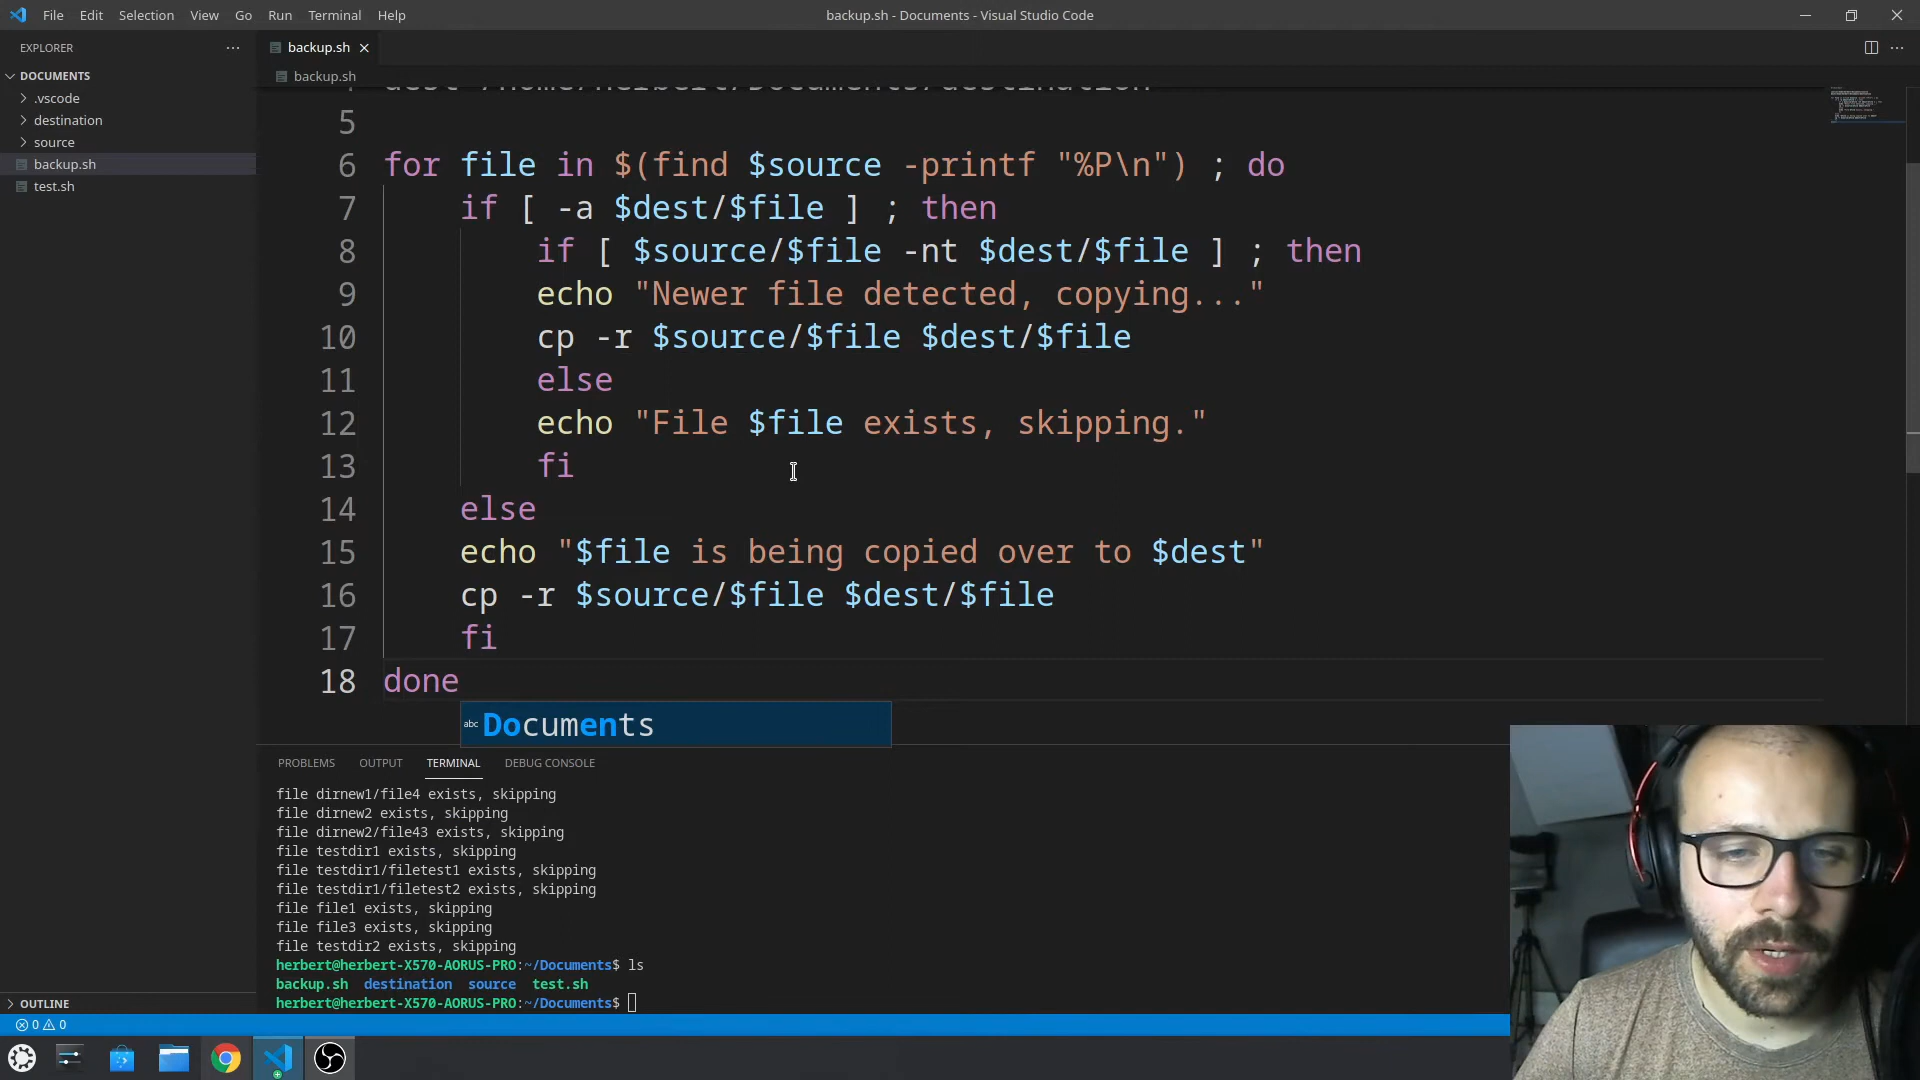 File Edit Selection View Go Run Terminal Help
backup.sh - Documents - Visual Studio Code
EXPLORER
DOCUMENTS
.vscode
destination
source
backup.sh
test.sh
OUTLINE
backup.sh
backup.sh
5
6 for file in $(find $source -printf "%P\n") ; do
7 if [ -a $dest/$file ] ; then
8 if [ $source/$file -nt $dest/$file ] ; then
9 echo "Newer file detected, copying..."
10 cp -r $source/$file $dest/$file
11 else
12 echo "File $file exists, skipping."
13 fi
14 else
15 echo "$file is being copied over to $dest"
16 cp -r $source/$file $dest/$file
17 fi
18 done
abc Documents
PROBLEMS OUTPUT TERMINAL DEBUG CONSOLE
file dirnew1/file4 exists, skipping
file dirnew2 exists, skipping
file dirnew2/file43 exists, skipping
file testdir1 exists, skipping
file testdir1/filetest1 exists, skipping
file testdir1/filetest2 exists, skipping
file file1 exists, skipping
file file3 exists, skipping
file testdir2 exists, skipping
herbert@herbert-X570-AORUS-PRO:~/Documents$ ls
backup.sh destination source test.sh
herbert@herbert-X570-AORUS-PRO:~/Documents$
0 0